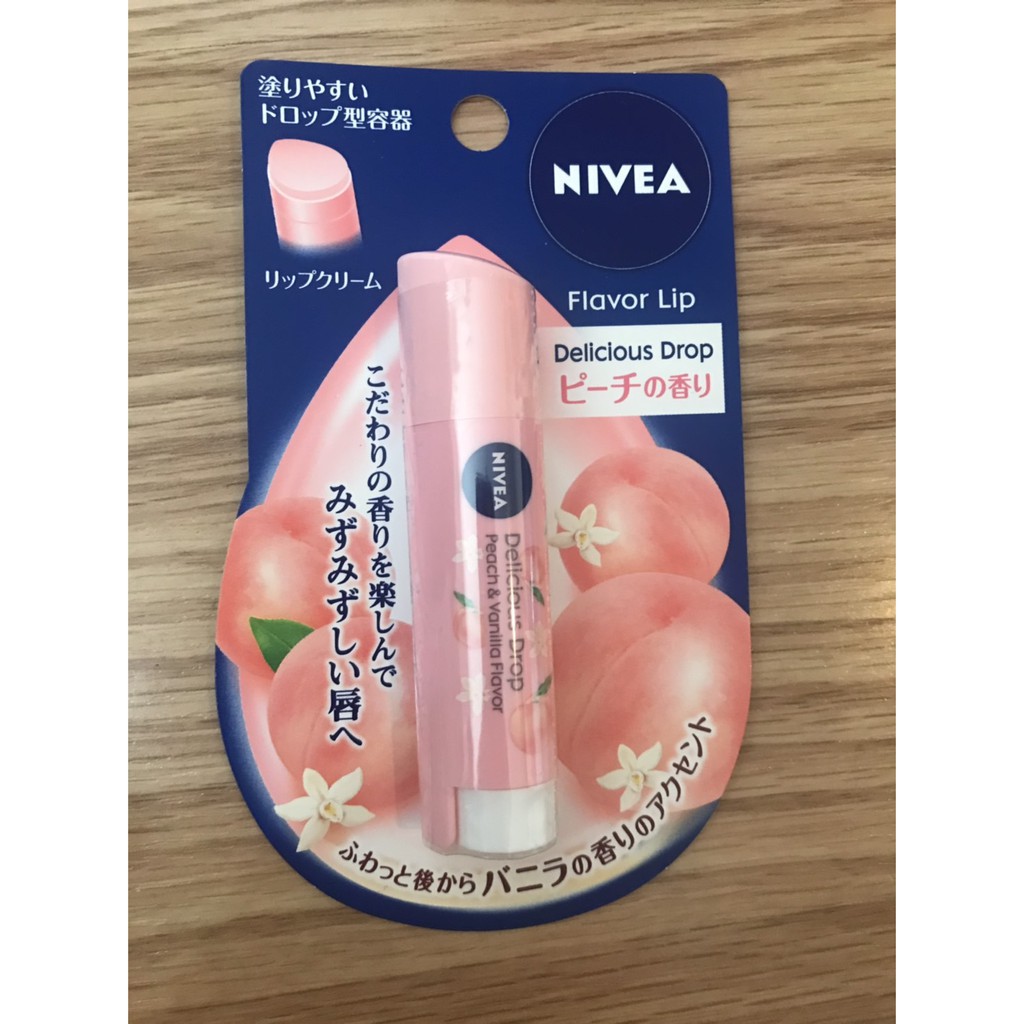 塗りやすい
ドロップ型容器
リップクリーム
NIVEA
Flavor Lip
Delicious Drop
ピーチの香り
こだわりの香りを楽しんで
みずみずしい唇へ
NIVEA
Delicious Drop
Peach & Vanilla Flavor
ふわっと後からバニラの香りのアクセント